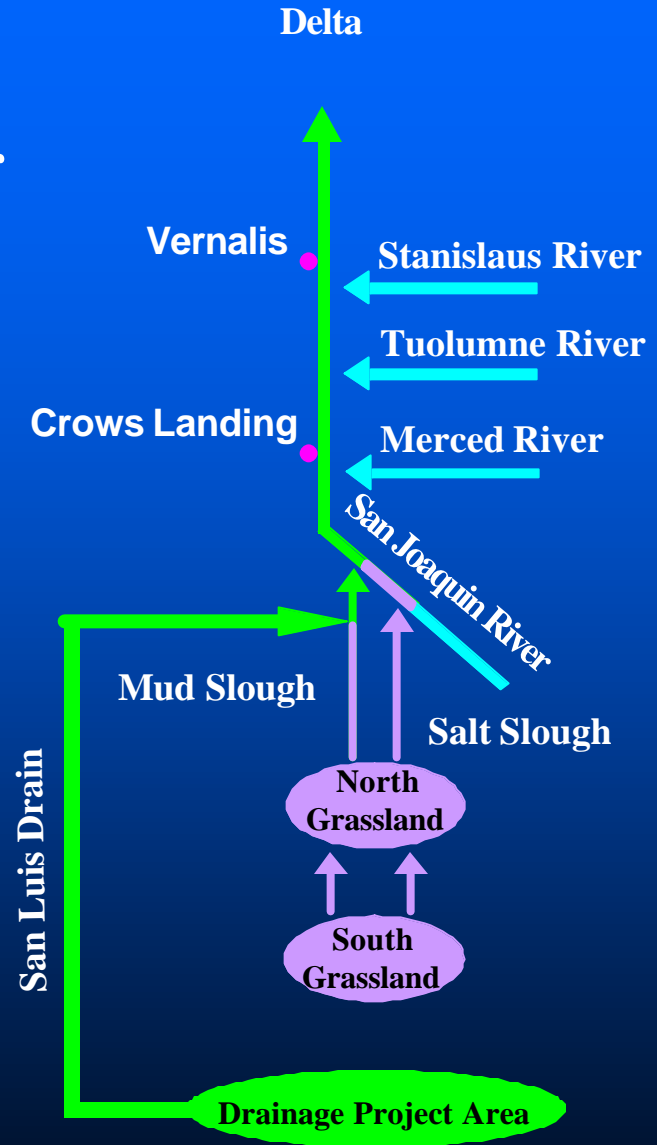 Delta
Vernalis
Stanislaus River
Tuolumne River
Crows Landing
Merced River
San Joaquin River
Mud Slough
Salt Slough
North
Grassland
San Luis Drain
South
Grassland
Drainage Project Area